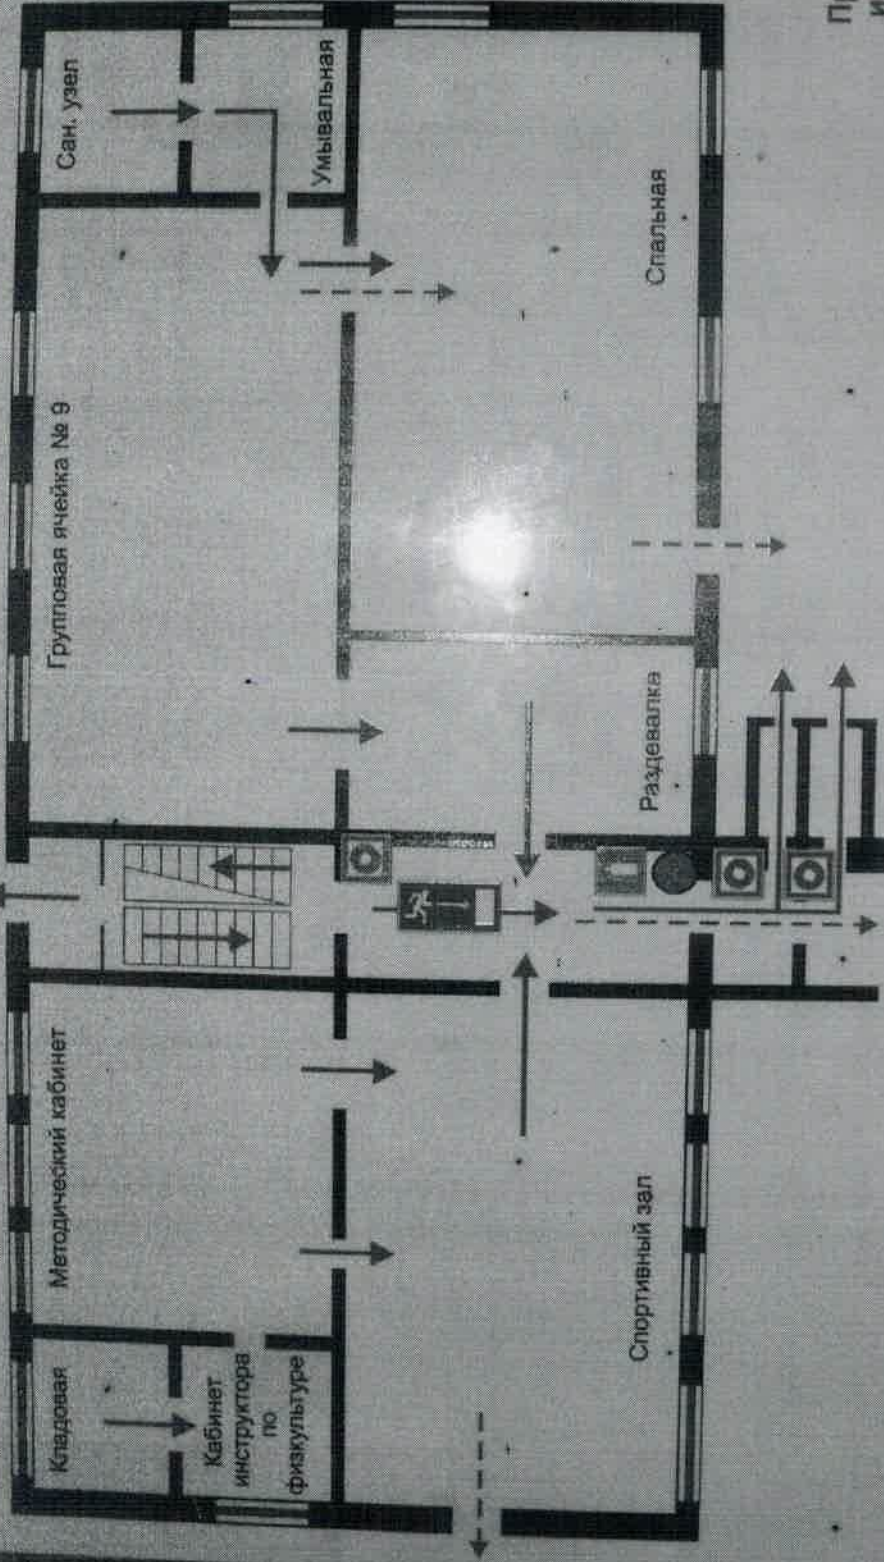 Кладовая
Кабинет
инструктора
по
физкультуре
Методический кабинет
Спортивный зал
Групповая ячейка № 9
Сан. узел
Умывальная
Раздевалка
Спальная